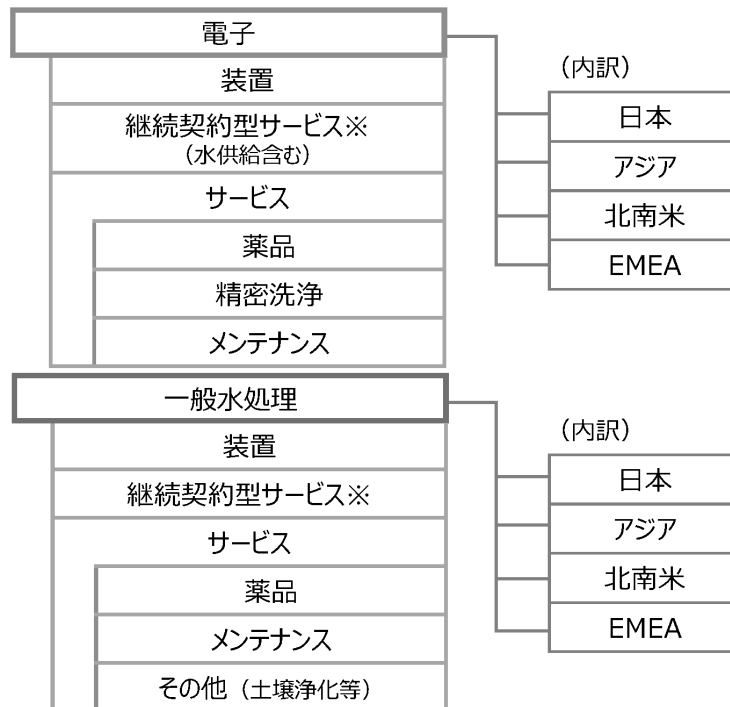 電子
装置
継続契約型サービス※
（水供給含む）
サービス
薬品
精密洗浄
メンテナンス
（内訳）
日本
アジア
北南米
EMEA
一般水処理
装置
継続契約型サービス※
サービス
薬品
メンテナンス
その他（土壌浄化等）
（内訳）
日本
アジア
北南米
EMEA